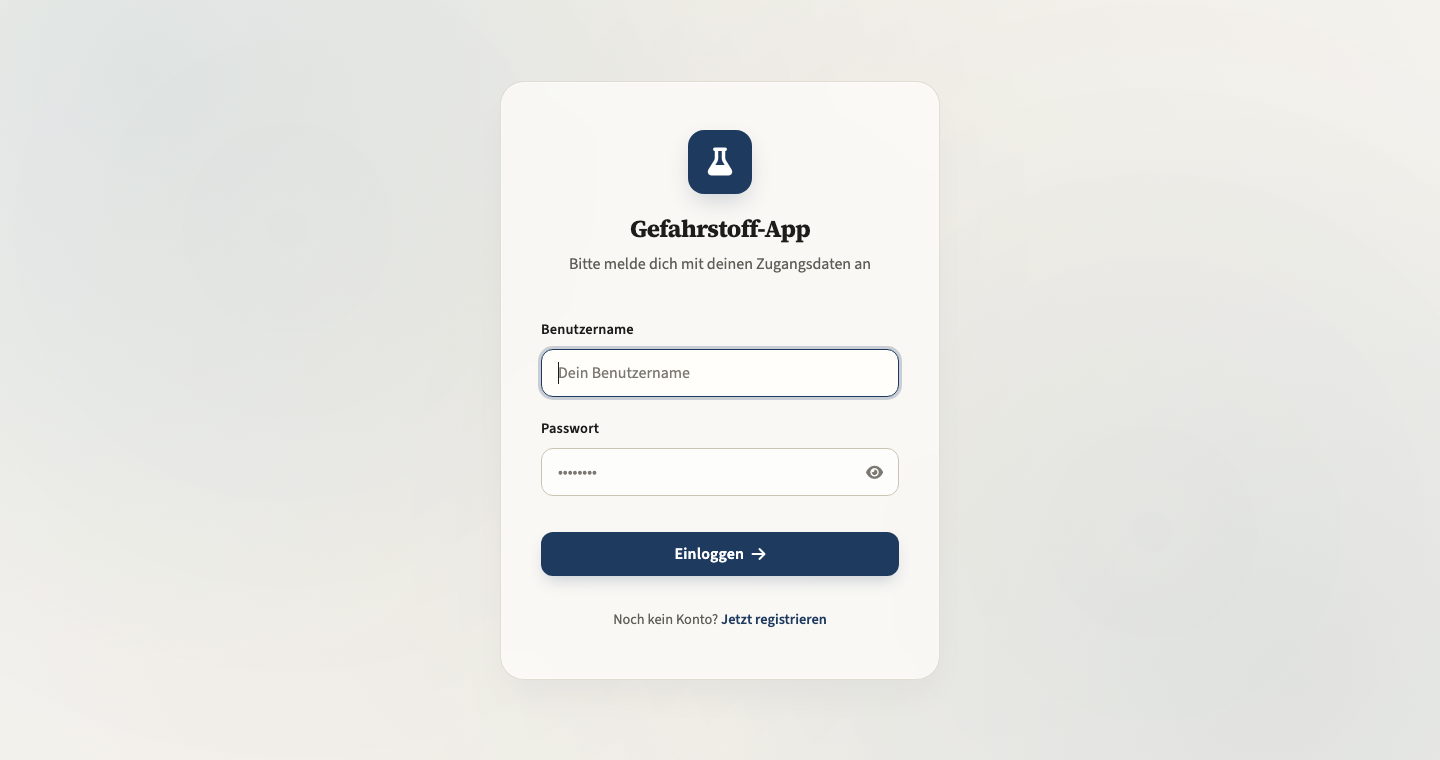 Gefahrstoff-App
Bitte melde dich mit deinen Zugangsdaten an
Benutzername
Dein Benutzername
Passwort
••••••••
Einloggen →
Noch kein Konto? Jetzt registrieren